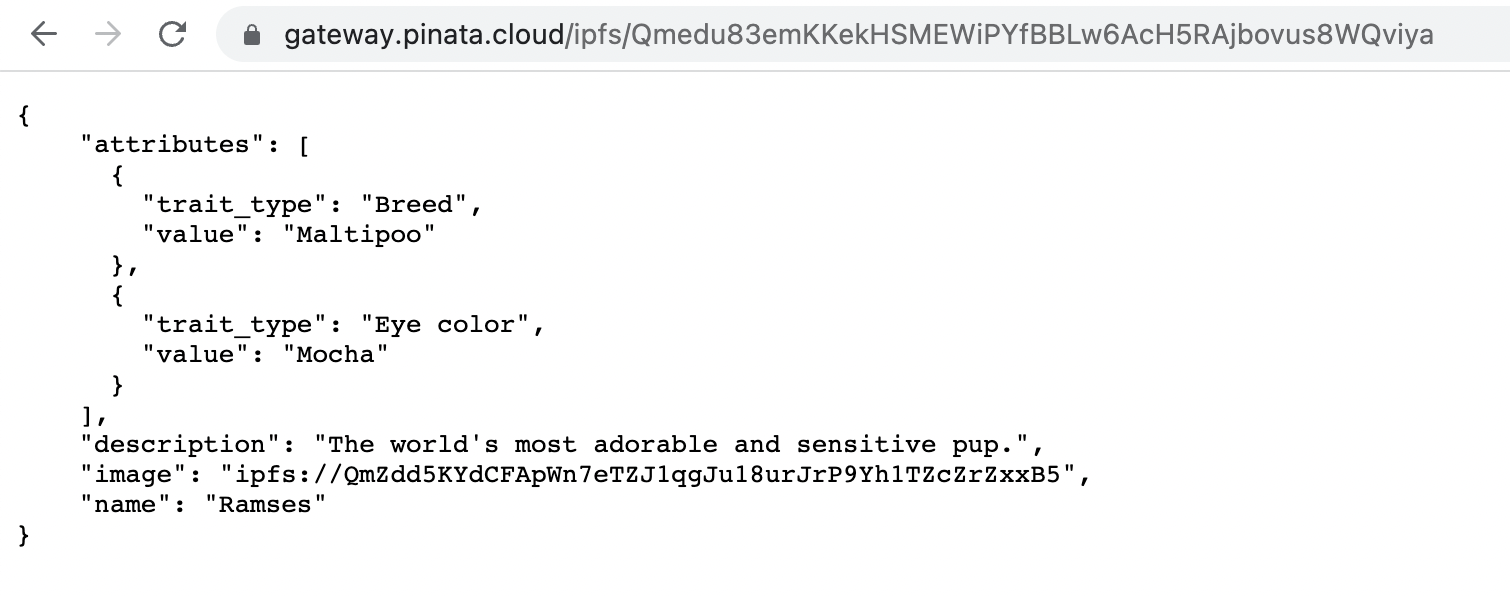 gateway.pinata.cloud/ipfs/Qmedu83emKKekHSMEWiPYfBBLw6AcH5RAjbovus8WQviya
{
    "attributes": [
      {
        "trait_type": "Breed",
        "value": "Maltipoo"
      },
      {
        "trait_type": "Eye color",
        "value": "Mocha"
      }
    ],
    "description": "The world's most adorable and sensitive pup.",
    "image": "ipfs://QmZdd5KYdCFApWn7eTZJ1qgJu18urJrP9Yh1TZcZrZxxB5",
    "name": "Ramses"
}